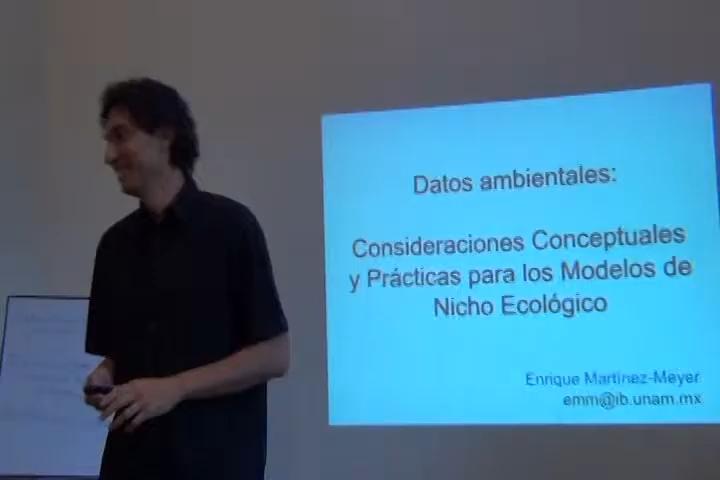 Datos ambientales:
Consideraciones Conceptuales
y Prácticas para los Modelos de
Nicho Ecológico
Enrique Martínez-Meyer
emm@ib.unam.mx